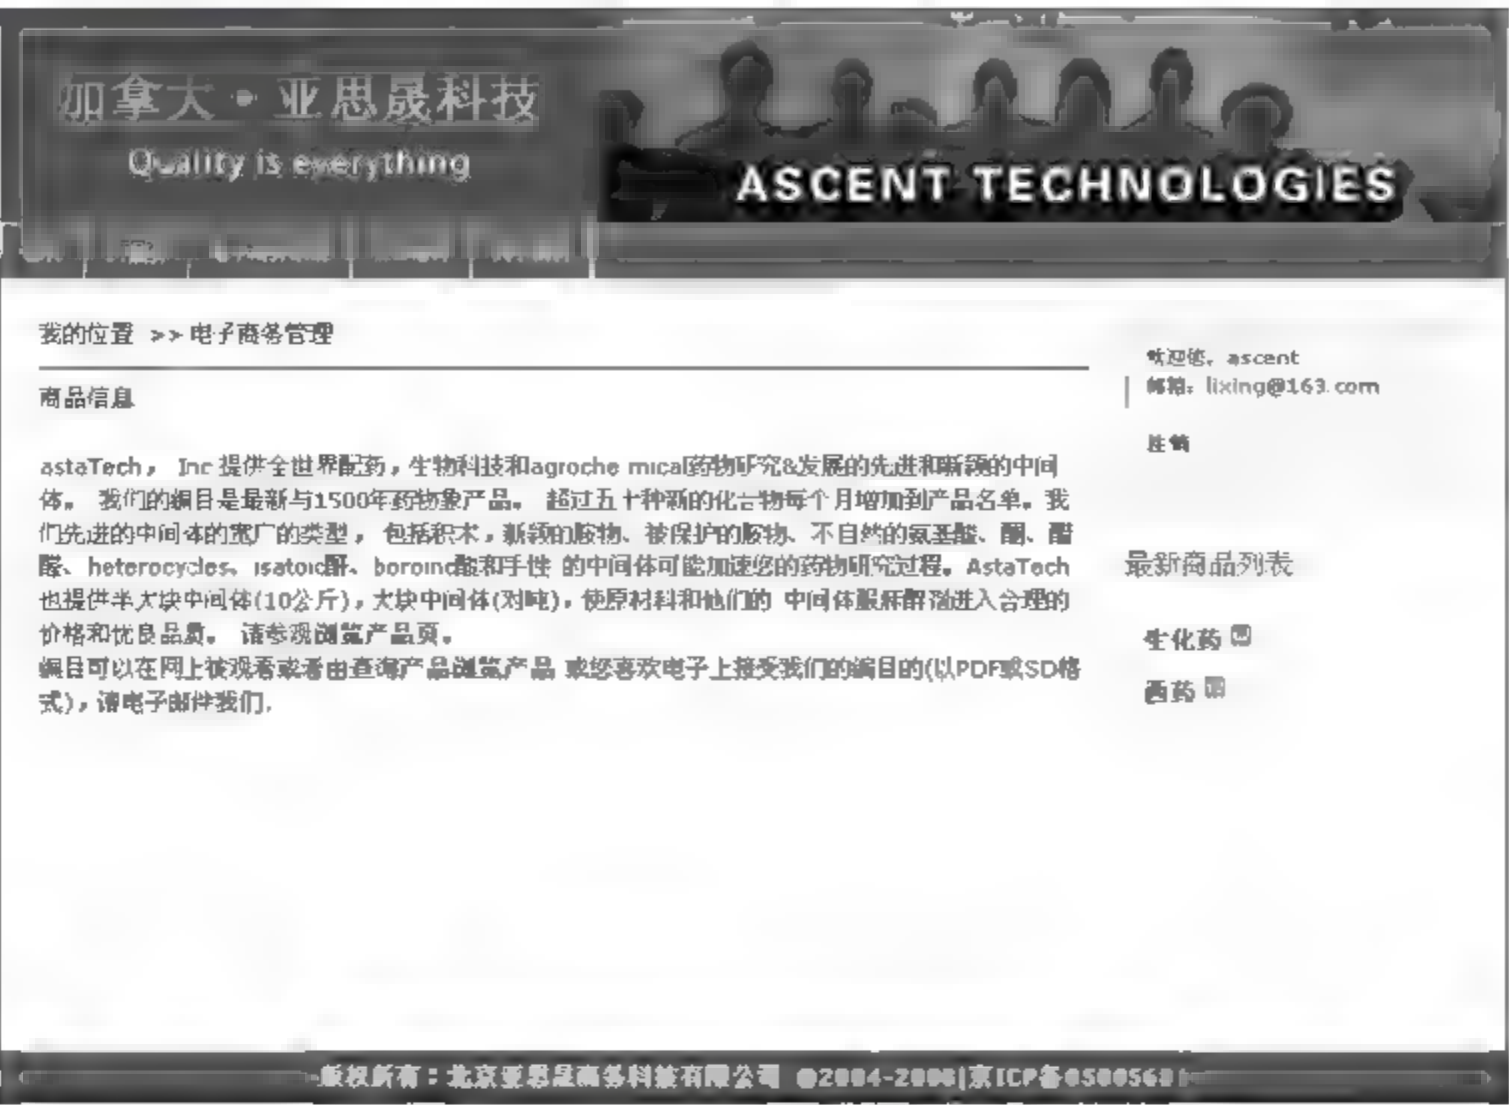 加拿大·亚思晟科技
Quality is everything
ASCENT TECHNOLOGIES
我的位置 >> 电子商务管理
商品信息
欢迎您, ascent
邮箱: lixing@163.com
注销
astaTech, Inc 提供全世界配药,生物科技和agroche mical药物研究&发展的先进和新颖的中间
体。 我们的编目是最新与1500年药物象产品。 超过五十种新的化合物每个月增加到产品名单。我
们先进的中间体的宽广的类型, 包括积木,新颖的胺物、被保护的胺物、不自然的氨基酸、酮、醋
醛、heterocycles、isatoic酐、boroinc酸和手性 的中间体可能加速您的药物研究过程。AstaTech
也提供半大块中间体(10公斤),大块中间体(对吨),使原材料和他们的 中间体服麻醉剂进入合理的
价格和优良品质。 请参观浏览产品页。
编目可以在网上被观看或者由查询产品浏览产品 或您喜欢电子上接受我们的编目的(以PDF或SD格
式),请电子邮件我们.
最新商品列表
生化药
西药
版权所有:北京亚思晟商务科技有限公司 ©2004-2008|京ICP备